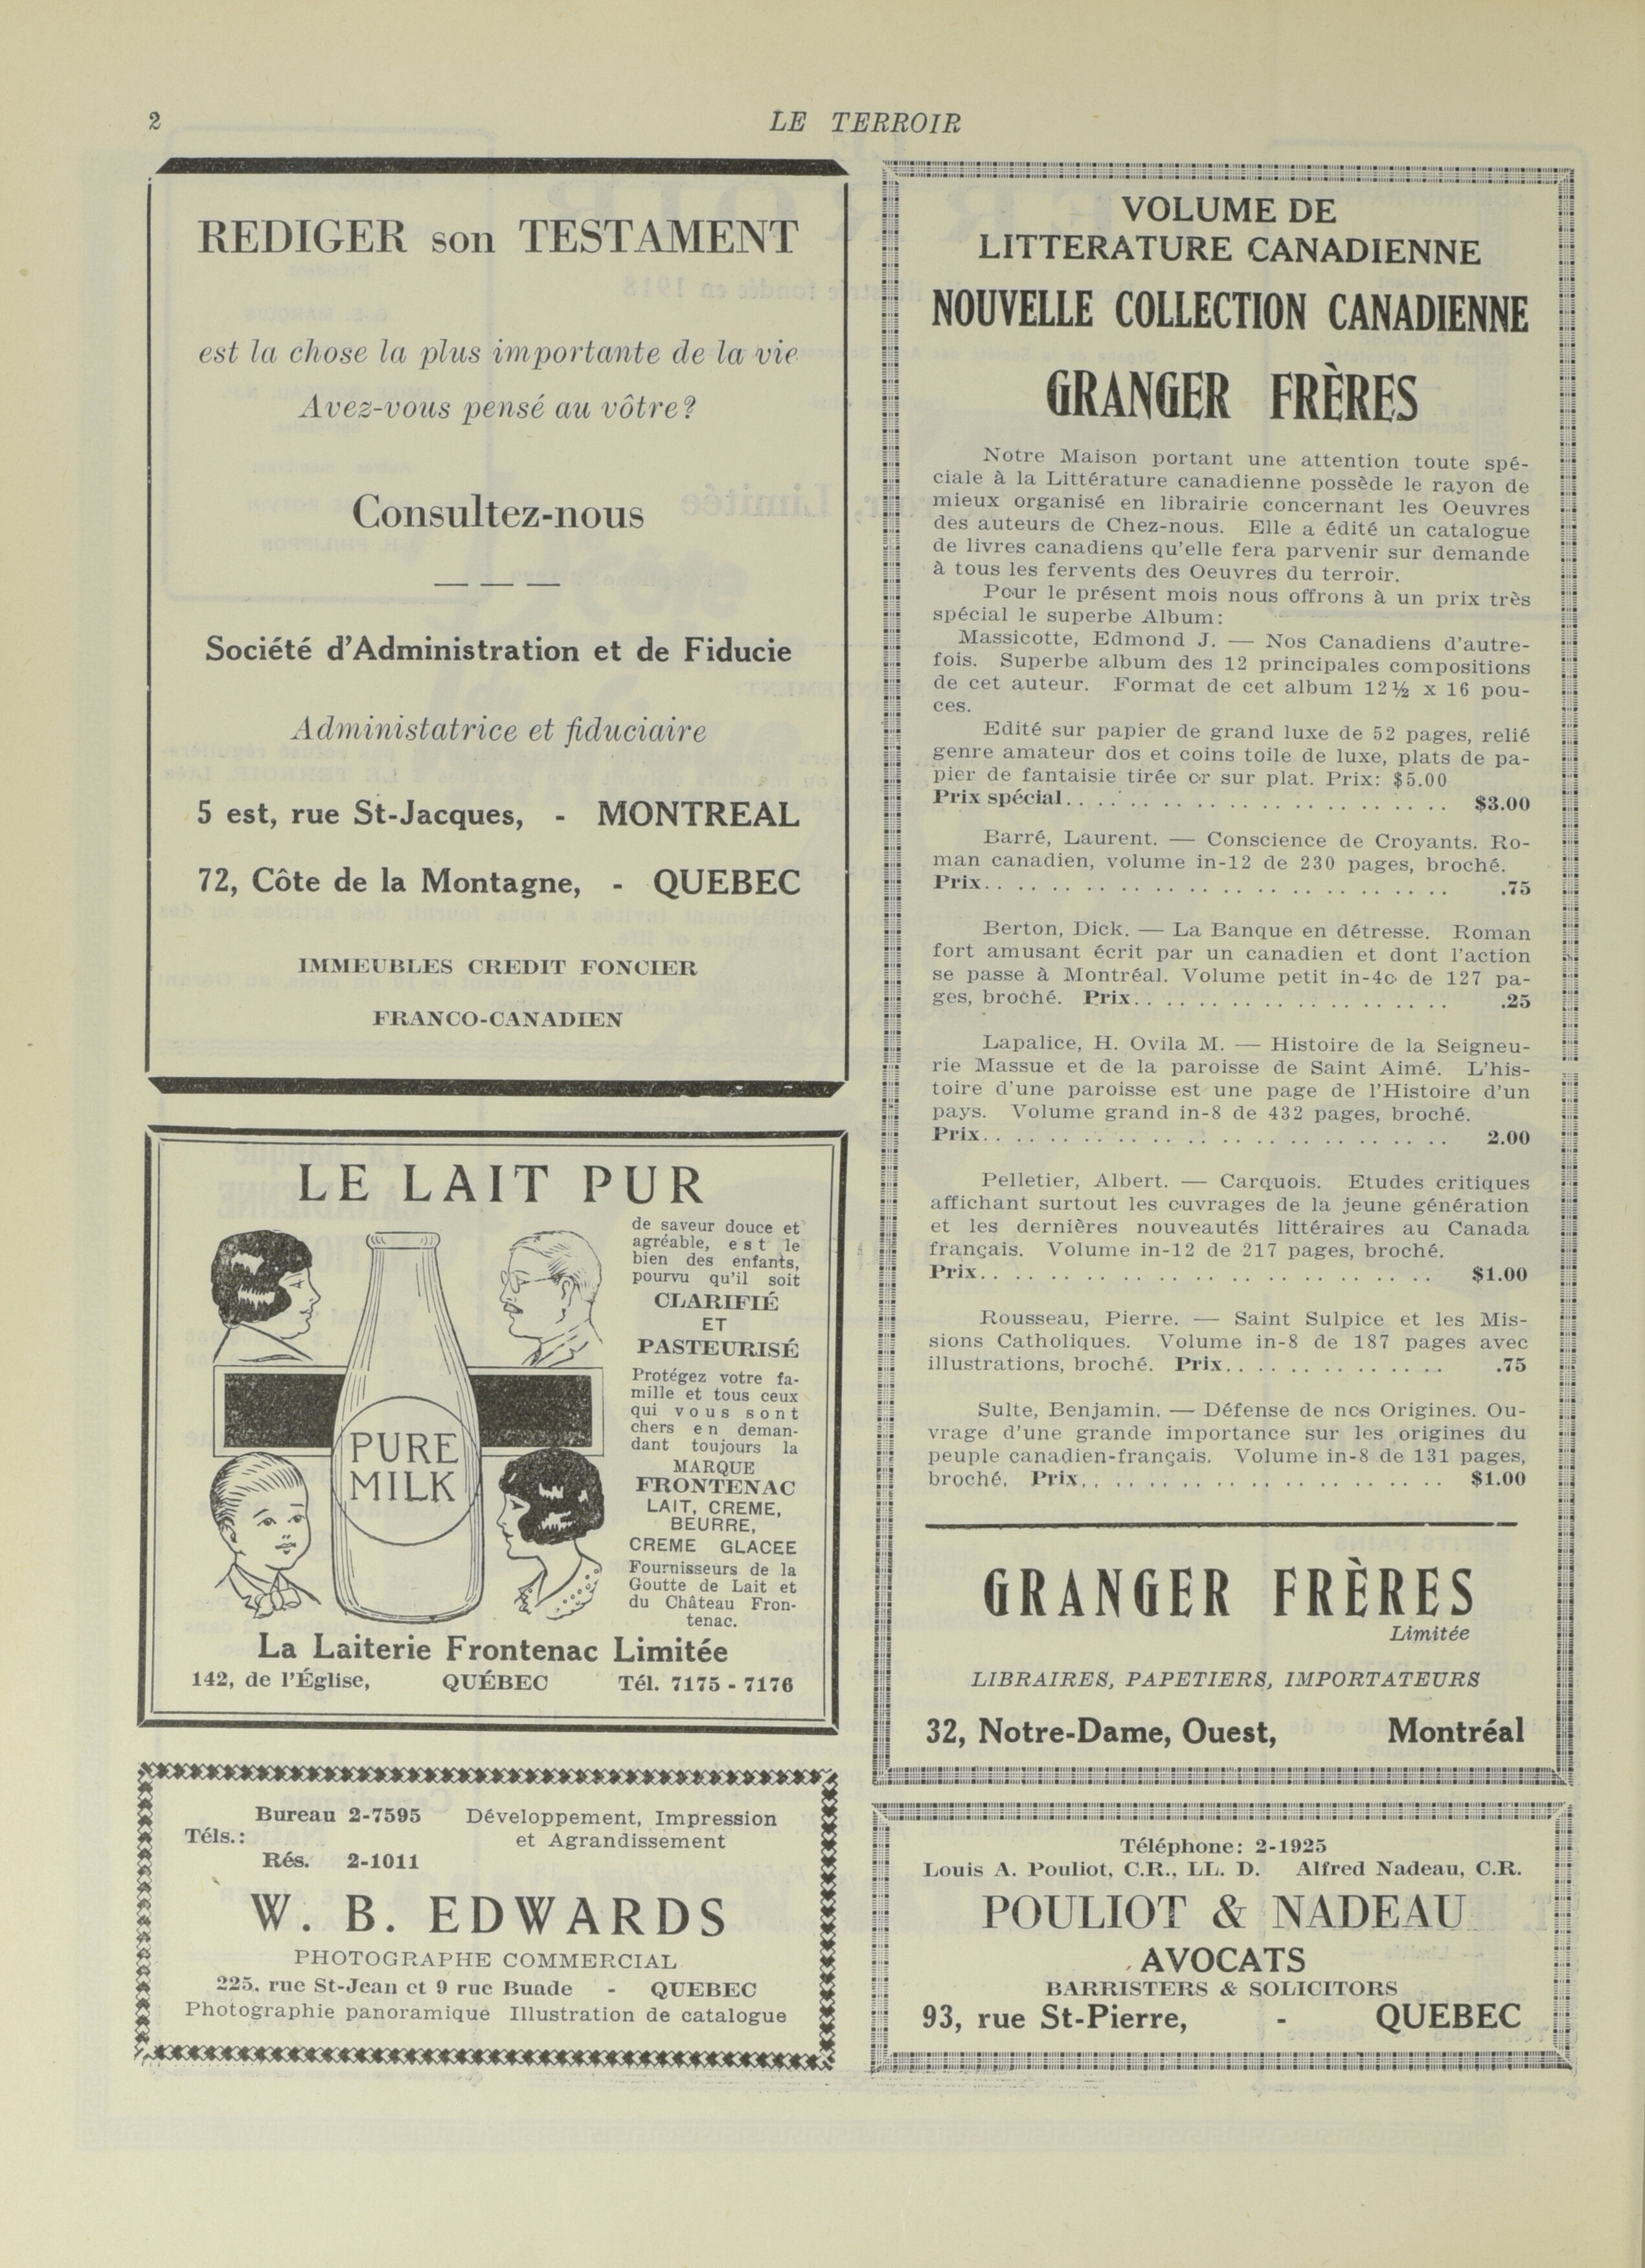 2
LE TERROIR
REDIGER son TESTAMENT
est la chose la plus importante de la vie
Avez-vous pensé au vôtre?
Consultez-nous
Société d'Administration et de Fiducie
Administatrice et fiduciaire
5 est, rue St-Jacques, - MONTREAL
72, Côte de la Montagne, - QUEBEC
IMMEUBLES CREDIT FONCIER
FRANCO-CANADIEN
LE LAIT PUR
de saveur douce et
agréable, est le
bien des enfants,
pourvu qu'il soit
CLARIFIÉ
ET
PASTEURISÉ
Protégez votre fa-
mille et tous ceux
qui vous sont
chers en deman-
dant toujours la
MARQUE
FRONTENAC
LAIT, CREME,
BEURRE,
CREME GLACEE
Fournisseurs de la
Goutte de Lait et
du Château Fron-
tenac.
PURE
MILK
La Laiterie Frontenac Limitée
142, de l'Église, QUÉBEC Tél. 7175 - 7176
Bureau 2-7595 Développement, Impression
Téls.: et Agrandissement
Rés. 2-1011
W. B. EDWARDS
PHOTOGRAPHE COMMERCIAL
225, rue St-Jean et 9 rue Buade - QUEBEC
Photographie panoramique Illustration de catalogue
VOLUME DE
LITTERATURE CANADIENNE
NOUVELLE COLLECTION CANADIENNE
GRANGER FRÈRES
Notre Maison portant une attention toute spé-
ciale à la Littérature canadienne possède le rayon de
mieux organisé en librairie concernant les Oeuvres
des auteurs de Chez-nous. Elle a édité un catalogue
de livres canadiens qu'elle fera parvenir sur demande
à tous les fervents des Oeuvres du terroir.
Pour le présent mois nous offrons à un prix très
spécial le superbe Album:
Massicotte, Edmond J. — Nos Canadiens d'autre-
fois. Superbe album des 12 principales compositions
de cet auteur. Format de cet album 12½ x 16 pou-
ces.
Edité sur papier de grand luxe de 52 pages, relié
genre amateur dos et coins toile de luxe, plats de pa-
pier de fantaisie tirée or sur plat. Prix: $5.00
Prix spécial. . . . . . . . . . . . . . . . . . . . $3.00
Barré, Laurent. — Conscience de Croyants. Ro-
man canadien, volume in-12 de 230 pages, broché.
Prix. . . . . . . . . . . . . . . . . . . . . . . . .75
Berton, Dick. — La Banque en détresse. Roman
fort amusant écrit par un canadien et dont l'action
se passe à Montréal. Volume petit in-4o de 127 pa-
ges, broché. Prix. . . . . . . . . . . . . . . . . .25
Lapalice, H. Ovila M. — Histoire de la Seigneu-
rie Massue et de la paroisse de Saint Aimé. L'his-
toire d'une paroisse est une page de l'Histoire d'un
pays. Volume grand in-8 de 432 pages, broché.
Prix. . . . . . . . . . . . . . . . . . . . . . . . 2.00
Pelletier, Albert. — Carquois. Etudes critiques
affichant surtout les ouvrages de la jeune génération
et les dernières nouveautés littéraires au Canada
français. Volume in-12 de 217 pages, broché.
Prix. . . . . . . . . . . . . . . . . . . . . . . $1.00
Rousseau, Pierre. — Saint Sulpice et les Mis-
sions Catholiques. Volume in-8 de 187 pages avec
illustrations, broché. Prix. . . . . . . . . . . . .75
Sulte, Benjamin. — Défense de nos Origines. Ou-
vrage d'une grande importance sur les origines du
peuple canadien-français. Volume in-8 de 131 pages,
broché. Prix. . . . . . . . . . . . . . . . . . . $1.00
GRANGER FRÈRES
Limitée
LIBRAIRES, PAPETIERS, IMPORTATEURS
32, Notre-Dame, Ouest, Montréal
Téléphone: 2-1925
Louis A. Pouliot, C.R., LL. D. Alfred Nadeau, C.R.
POULIOT & NADEAU
AVOCATS
BARRISTERS & SOLICITORS
93, rue St-Pierre, - QUEBEC